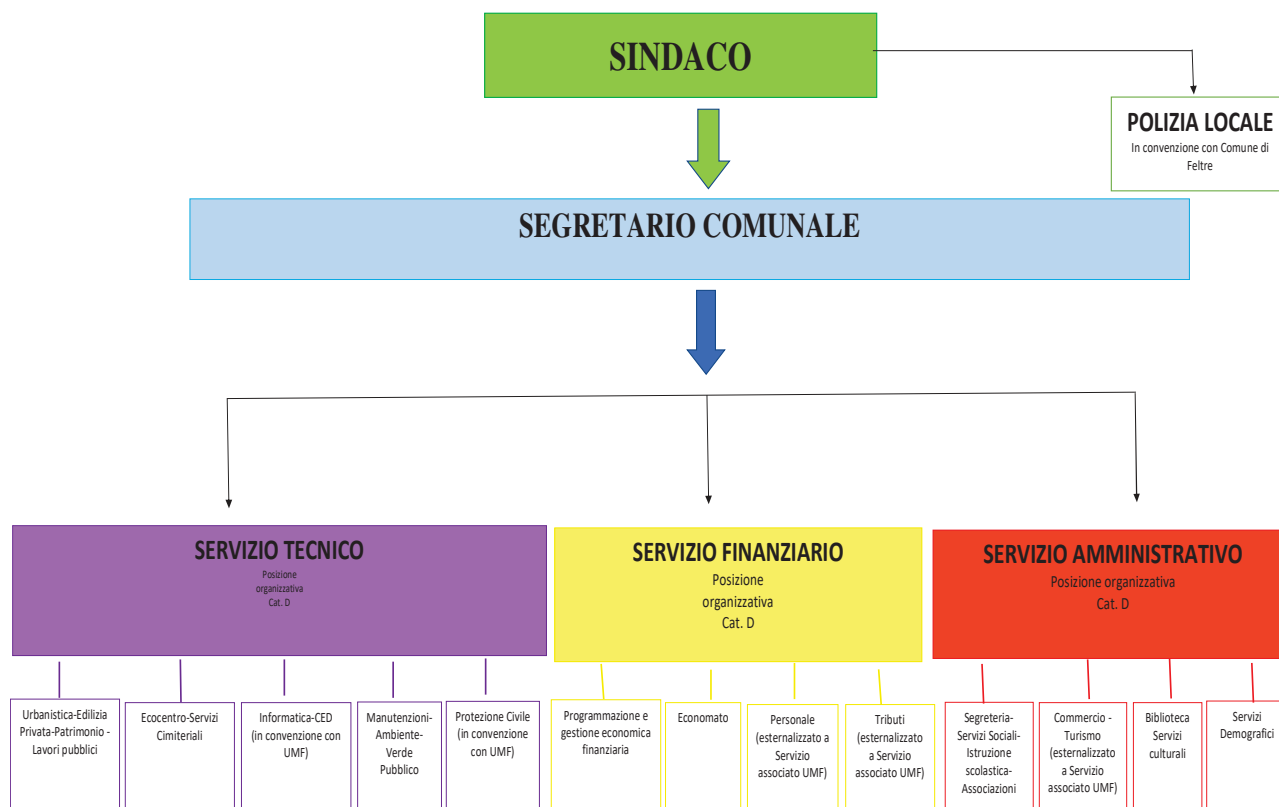 SINDACO
POLIZIA LOCALE
In convenzione con Comune di
Feltre
SEGRETARIO COMUNALE
SERVIZIO TECNICO
Posizione
organizzativa
Cat. D
SERVIZIO FINANZIARIO
Posizione
organizzativa
Cat. D
SERVIZIO AMMINISTRATIVO
Posizione organizzativa
Cat. D
Urbanistica-Edilizia
Privata-Patrimonio -
Lavori pubblici
Ecocentro-Servizi
Cimiteriali
Informatica-CED
(in convenzione con
UMF)
Manutenzioni-
Ambiente-
Verde
Pubblico
Protezione Civile
(in convenzione
con UMF)
Programmazione e
gestione economica
finanziaria
Economato
Personale
(esternalizzato a
Servizio
associato UMF)
Tributi
(esternalizzato
a Servizio
associato UMF)
Segreteria-
Servizi Sociali-
Istruzione
scolastica-
Associazioni
Commercio -
Turismo
(esternalizzato
a Servizio
associato UMF)
Biblioteca
Servizi
culturali
Servizi
Demografici